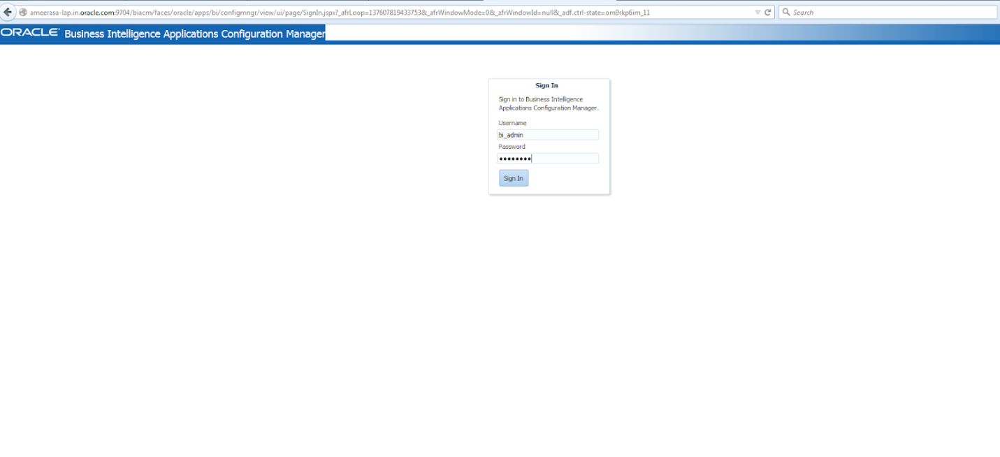 ameerasa-lap.in.oracle.com:9704/biacm/faces/oracle/apps/bi/configmngr/view/ui/page/SignIn.jspx?_afrLoop=137607819433753&_afrWindowMode=0&_afrWindowId=null&_adf.ctrl-state=om9rkp6im_11
Search
ORACLE Business Intelligence Applications Configuration Manager
Sign In
Sign in to Business Intelligence
Applications Configuration Manager.
Username
bi_admin
Password
••••••••
Sign In